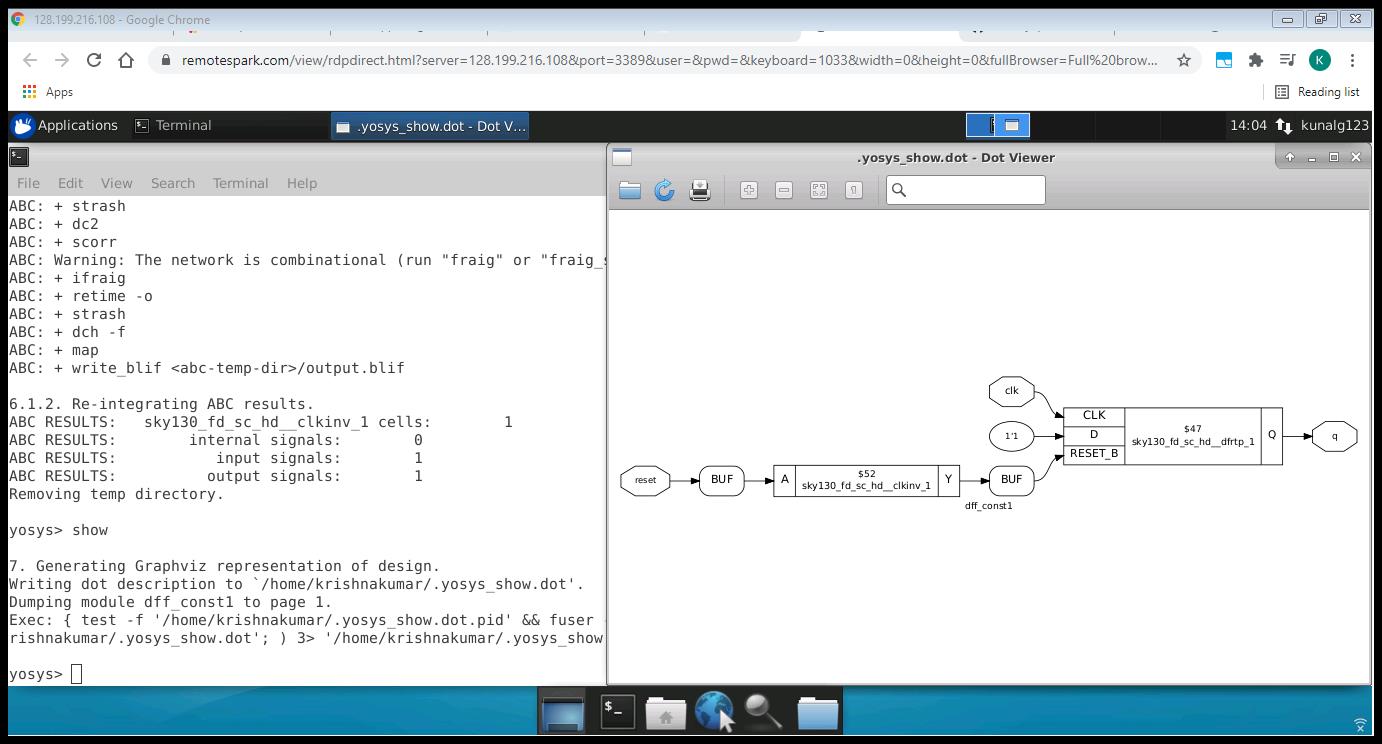 128.199.216.108 - Google Chrome
remotespark.com/view/rdpdirect.html?server=128.199.216.108&port=3389&user=&pwd=&keyboard=1033&width=0&height=0&fullBrowser=Full%20brow...
K
Apps
Reading list
Applications
Terminal
.yosys_show.dot - Dot V...
14:04
kunalg123
File Edit View Search Terminal Help
ABC: + strash
ABC: + dc2
ABC: + scorr
ABC: Warning: The network is combinational (run "fraig" or "fraig_
ABC: + ifraig
ABC: + retime -o
ABC: + strash
ABC: + dch -f
ABC: + map
ABC: + write_blif <abc-temp-dir>/output.blif
6.1.2. Re-integrating ABC results.
ABC RESULTS: sky130_fd_sc_hd__clkinv_1 cells: 1
ABC RESULTS: internal signals: 0
ABC RESULTS: input signals: 1
ABC RESULTS: output signals: 1
Removing temp directory.
yosys> show
7. Generating Graphviz representation of design.
Writing dot description to `/home/krishnakumar/.yosys_show.dot'.
Dumping module dff_const1 to page 1.
Exec: { test -f '/home/krishnakumar/.yosys_show.dot.pid' && fuser
rishnakumar/.yosys_show.dot'; ) 3> '/home/krishnakumar/.yosys_show
yosys>
.yosys_show.dot - Dot Viewer
clk
1'1
CLK
D
RESET_B
$47
sky130_fd_sc_hd__dfrtp_1
Q
q
reset
BUF
A
$52
sky130_fd_sc_hd__clkinv_1
Y
BUF
dff_const1